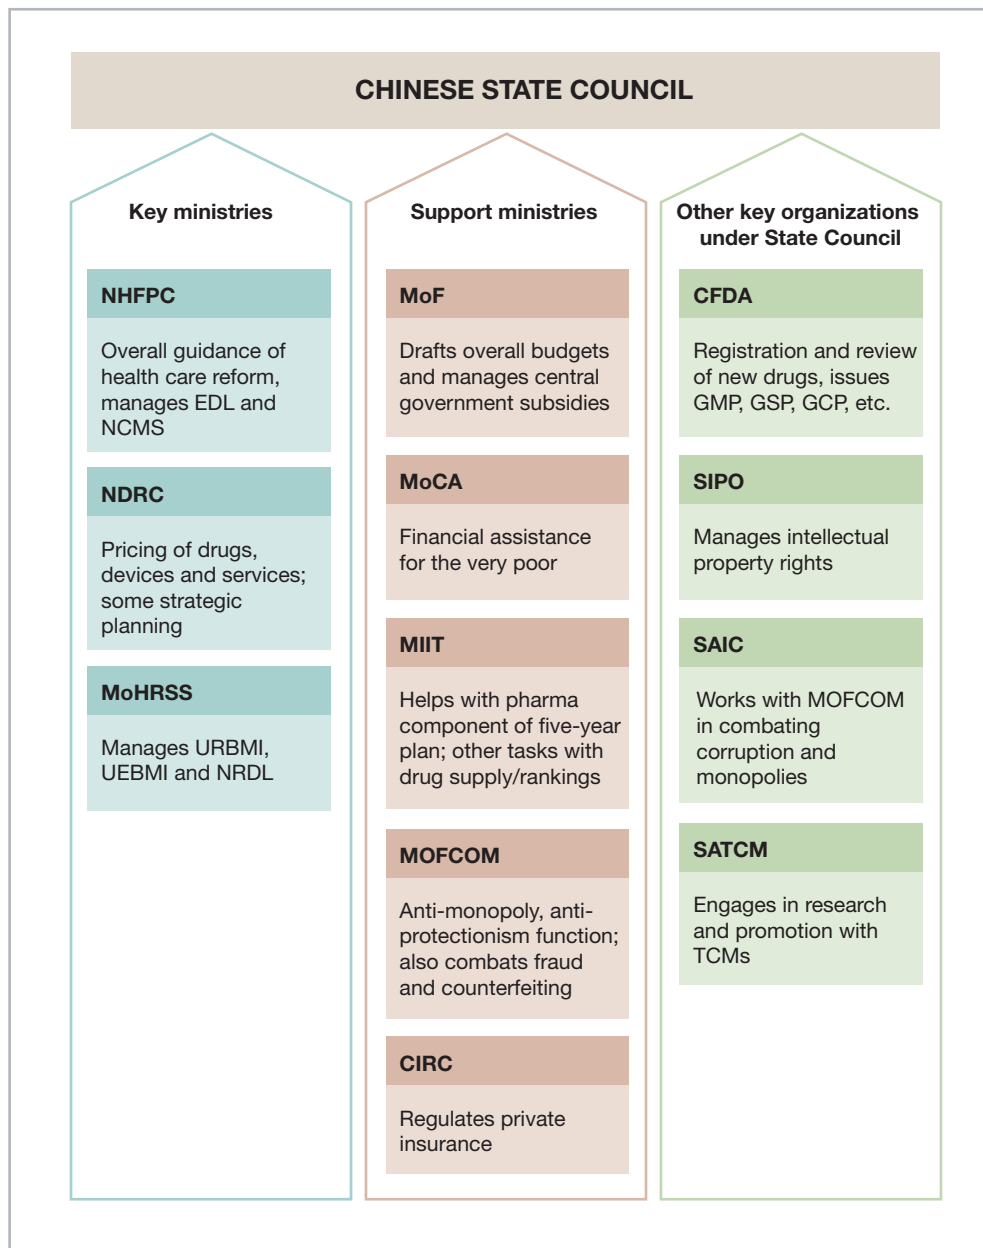 CHINESE STATE COUNCIL
Key ministries
NHFPC
Overall guidance of
health care reform,
manages EDL and
NCMS
NDRC
Pricing of drugs,
devices and services;
some strategic
planning
MoHRSS
Manages URBMI,
UEBMI and NRDL
Support ministries
MoF
Drafts overall budgets
and manages central
government subsidies
MoCA
Financial assistance
for the very poor
MIIT
Helps with pharma
component of five-year
plan; other tasks with
drug supply/rankings
MOFCOM
Anti-monopoly, anti-
protectionism function;
also combats fraud
and counterfeiting
CIRC
Regulates private
insurance
Other key organizations
under State Council
CFDA
Registration and review
of new drugs, issues
GMP, GSP, GCP, etc.
SIPO
Manages intellectual
property rights
SAIC
Works with MOFCOM
in combating
corruption and
monopolies
SATCM
Engages in research
and promotion with
TCMs